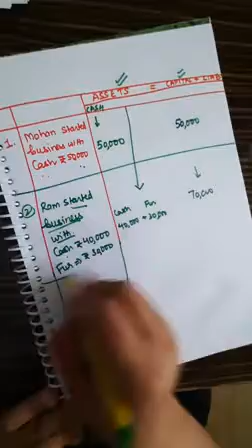 ASSETS = CAPITAL + LIAB
CASH
1. Mohan started
business with
Cash ₹ 50,000
50,000
50,000
2 Ram started
business
with
Cash ₹ 40,000
Fur ⇒ ₹ 30,000
Cash Fur
40,000 + 30,000
70,000